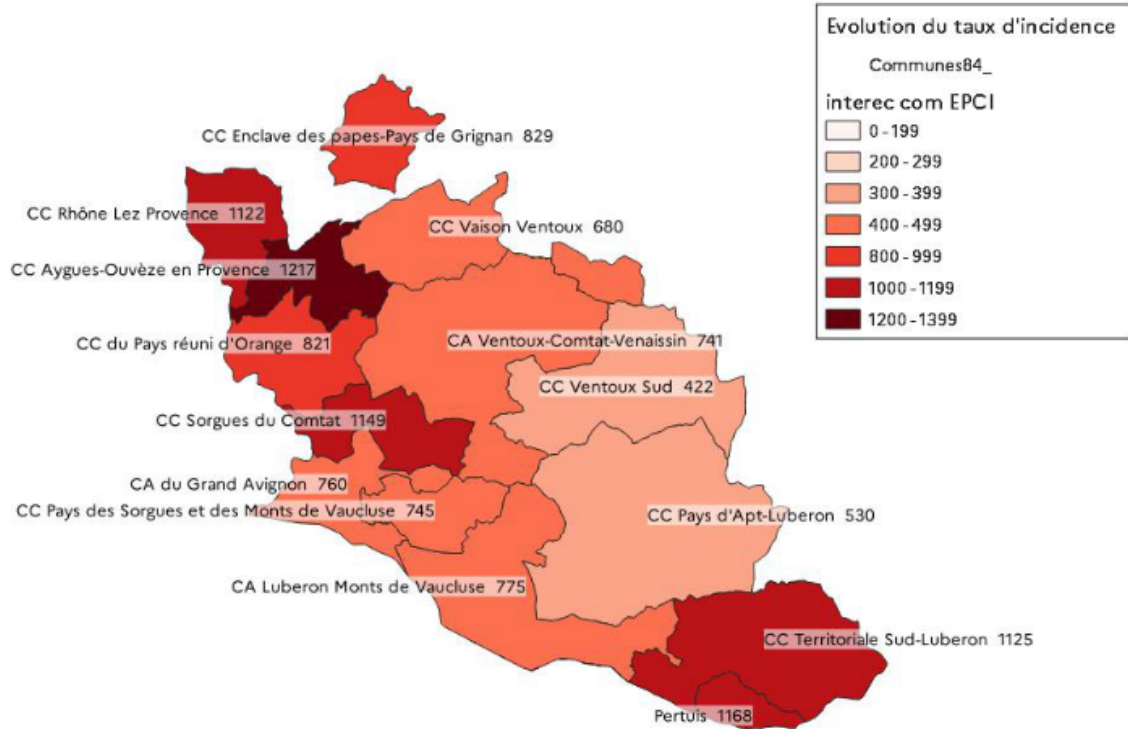 Evolution du taux d'incidence
Communes84_
interec com EPCI
0-199
200-299
300-399
400-499
800-999
1000-1199
1200-1399
CC Enclave des papes-Pays de Grignan 829
CC Rhône Lez Provence 1122
CC Vaison Ventoux 680
CC Aygues-Ouvèze en Provence 1217
CC du Pays réuni d'Orange 821
CA Ventoux-Comtat-Venaissin 741
CC Ventoux Sud 422
CC Sorgues du Comtat 1149
CA du Grand Avignon 760
CC Pays des Sorgues et des Monts de Vaucluse 745
CC Pays d'Apt-Luberon 530
CA Luberon Monts de Vaucluse 775
CC Territoriale Sud-Luberon 1125
Pertuis 1168